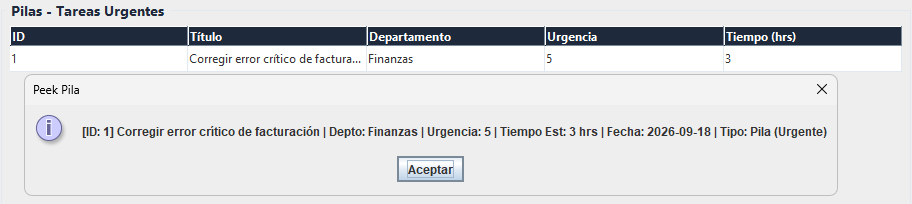 Pilas - Tareas Urgentes
ID Título Departamento Urgencia Tiempo (hrs)
1 Corregir error crítico de factura... Finanzas 5 3
Peek Pila
[ID: 1] Corregir error crítico de facturación | Depto: Finanzas | Urgencia: 5 | Tiempo Est: 3 hrs | Fecha: 2026-09-18 | Tipo: Pila (Urgente)
Aceptar